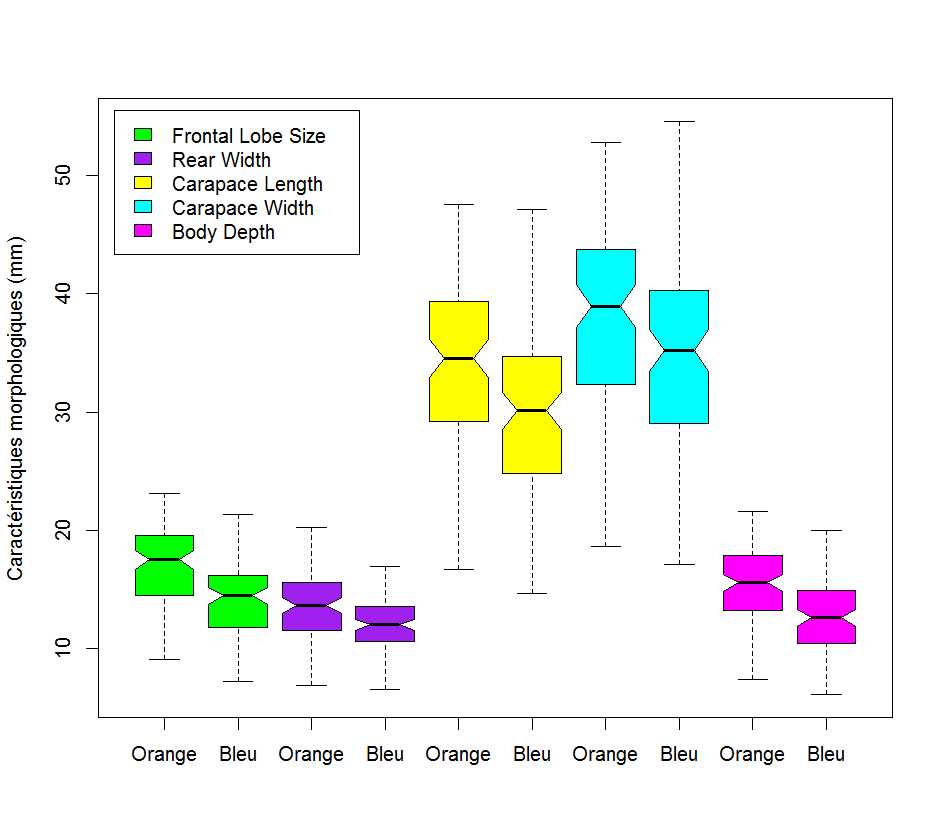 Frontal Lobe Size
Rear Width
Carapace Length
Carapace Width
Body Depth
Caractéristiques morphologiques (mm)
50
40
30
20
10
Orange Bleu Orange Bleu Orange Bleu Orange Bleu Orange Bleu